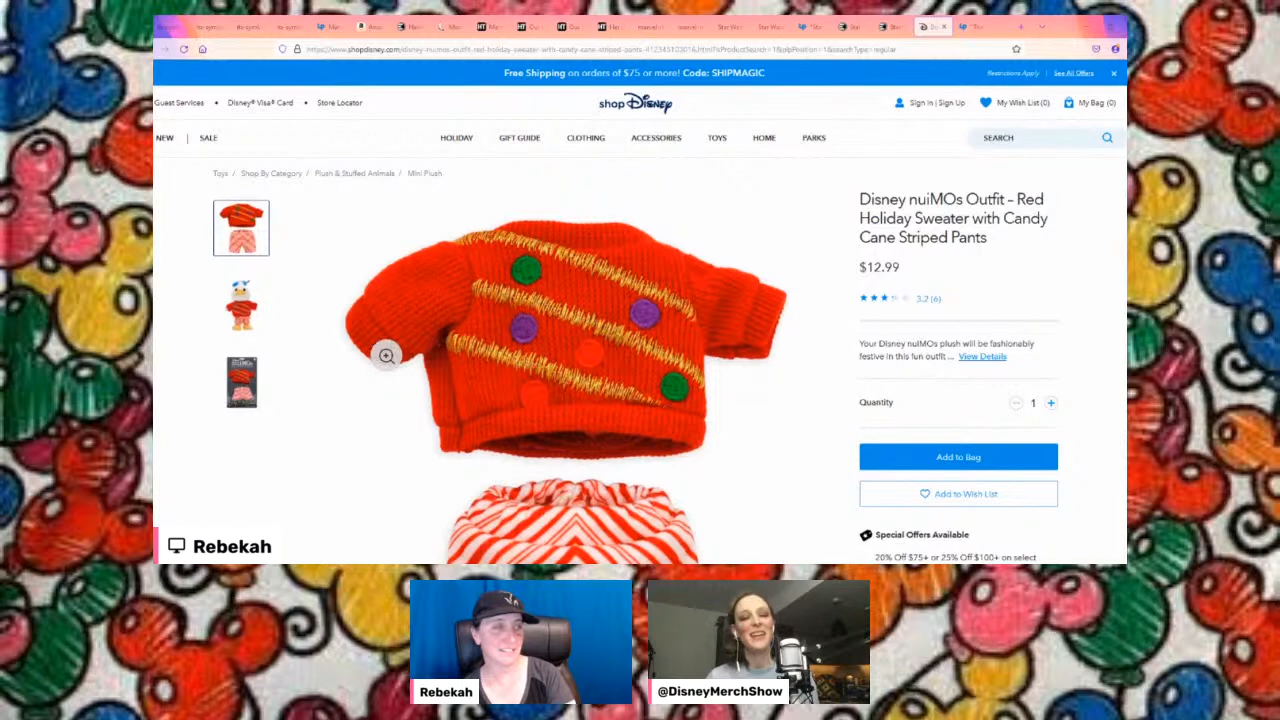 https://www.shopdisney.com/disney-nuimos-outfit-red-holiday-sweater-with-candy-cane-striped-pants-412345103016.html?isProductSearch=1&plpPosition=1&searchType=regular
Free Shipping on orders of $75 or more! Code: SHIPMAGIC
Restrictions Apply | See All Offers
Guest Services • Disney® Visa® Card • Store Locator
shop Disney
Sign In | Sign Up
My Wish List (0)
My Bag (0)
NEW | SALE
HOLIDAY GIFT GUIDE CLOTHING ACCESSORIES TOYS HOME PARKS
SEARCH
Toys / Shop By Category / Plush & Stuffed Animals / Mini Plush
Disney nuiMOs Outfit – Red
Holiday Sweater with Candy
Cane Striped Pants
$12.99
3.2 (6)
Your Disney nuiMOs plush will be fashionably
festive in this fun outfit ... View Details
Quantity 1
Add to Bag
Add to Wish List
Special Offers Available
20% Off $75+ or 25% Off $100+ on select
Rebekah
Rebekah
@DisneyMerchShow